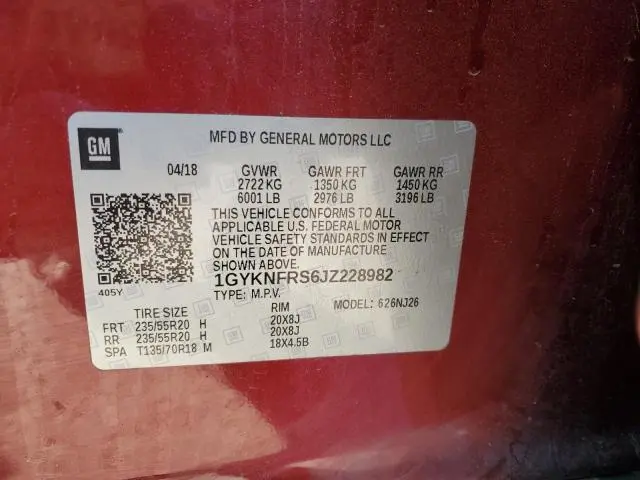 GM
MFD BY GENERAL MOTORS LLC
04/18 GVWR GAWR FRT GAWR RR
2722 KG 1350 KG 1450 KG
6001 LB 2976 LB 3196 LB
THIS VEHICLE CONFORMS TO ALL
APPLICABLE U.S. FEDERAL MOTOR
VEHICLE SAFETY STANDARDS IN EFFECT
ON THE DATE OF MANUFACTURE
SHOWN ABOVE.
405Y
1GYKNFRS6JZ228982
TYPE: M.P.V. MODEL: 626NJ26
TIRE SIZE RIM
FRT 235/55R20 H 20X8J
RR 235/55R20 H 20X8J
SPA T135/70R18 M 18X4.5B